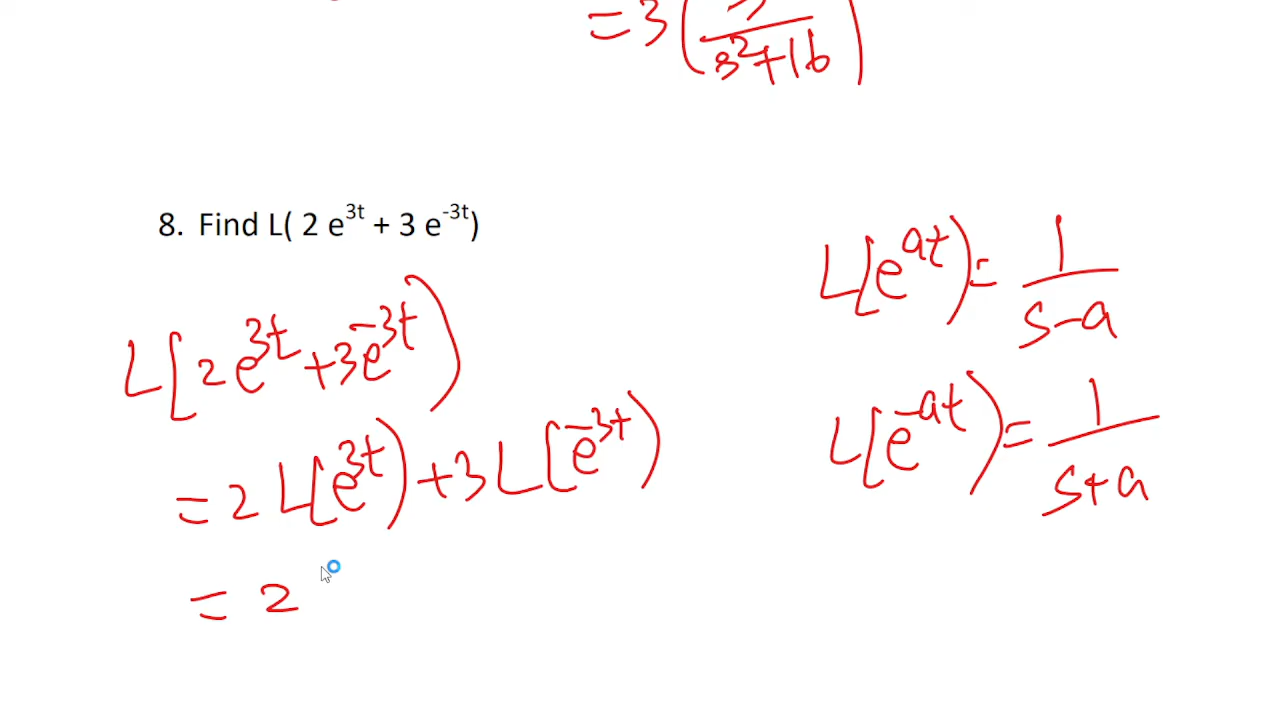 = 3 ( s / s² + 16 )
8. Find L( 2 e^3t + 3 e^-3t)
L(e^at) = 1 / s-a
L(2e^3t + 3e^-3t)
L(e^-at) = 1 / s+a
= 2 L(e^3t) + 3 L(e^-3t)
= 2